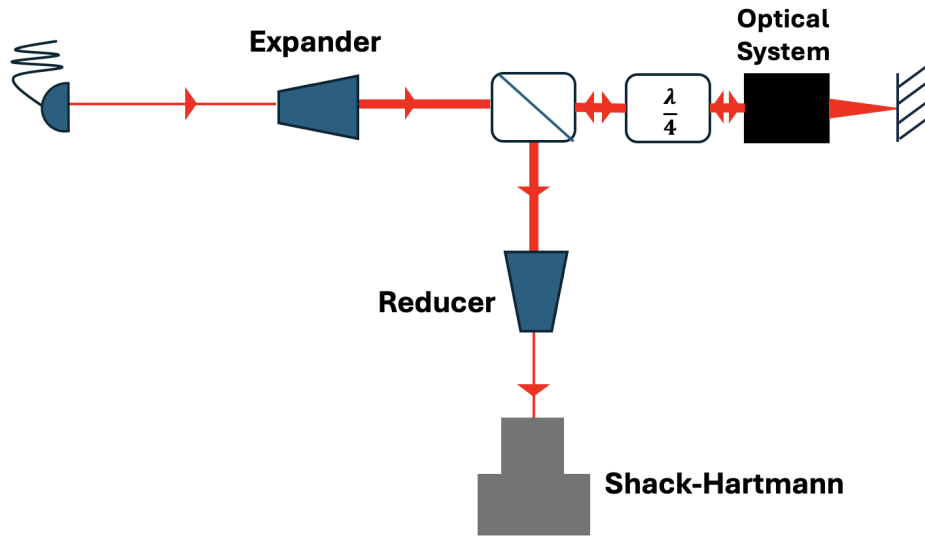 Optical
System
Expander
λ
4
Reducer
Shack-Hartmann